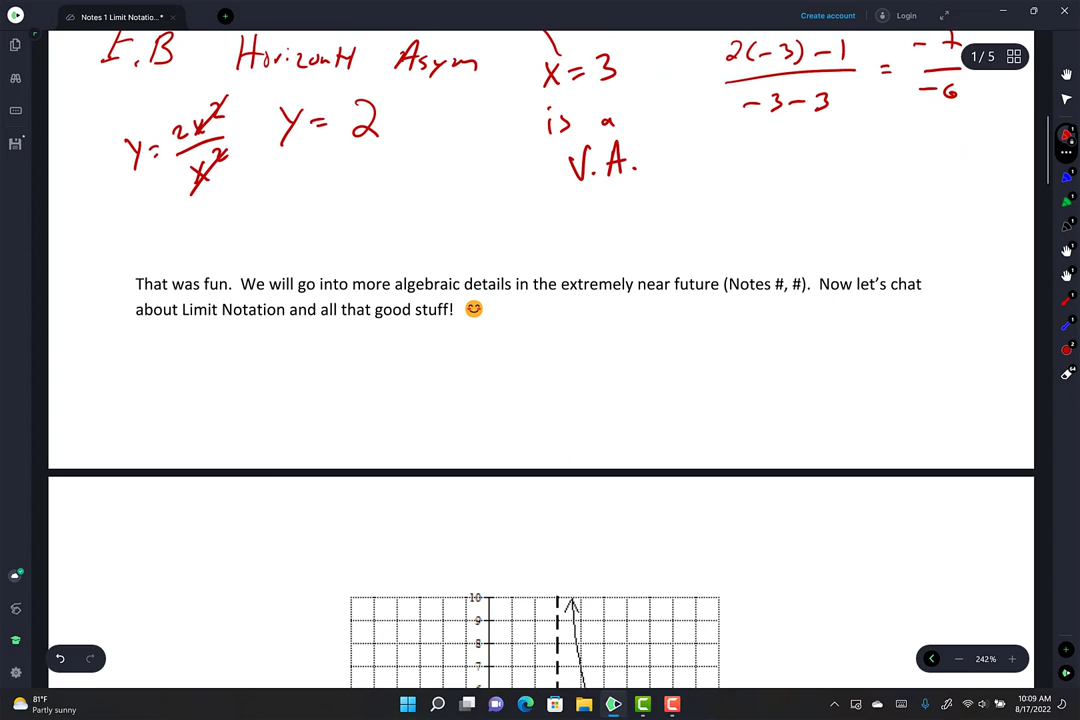 Notes 1 Limit Notatio...*
Create account
Login
E.B Horizontl Asym
x = 3
2(-3) - 1
-3 - 3
=
- 7
-6
1 / 5
y = 2x²
x²
y = 2
is a
V.A.
That was fun. We will go into more algebraic details in the extremely near future (Notes #, #). Now let's chat
about Limit Notation and all that good stuff! 😊
10
9
8
7
242%
81°F
Partly sunny
10:09 AM
8/17/2022